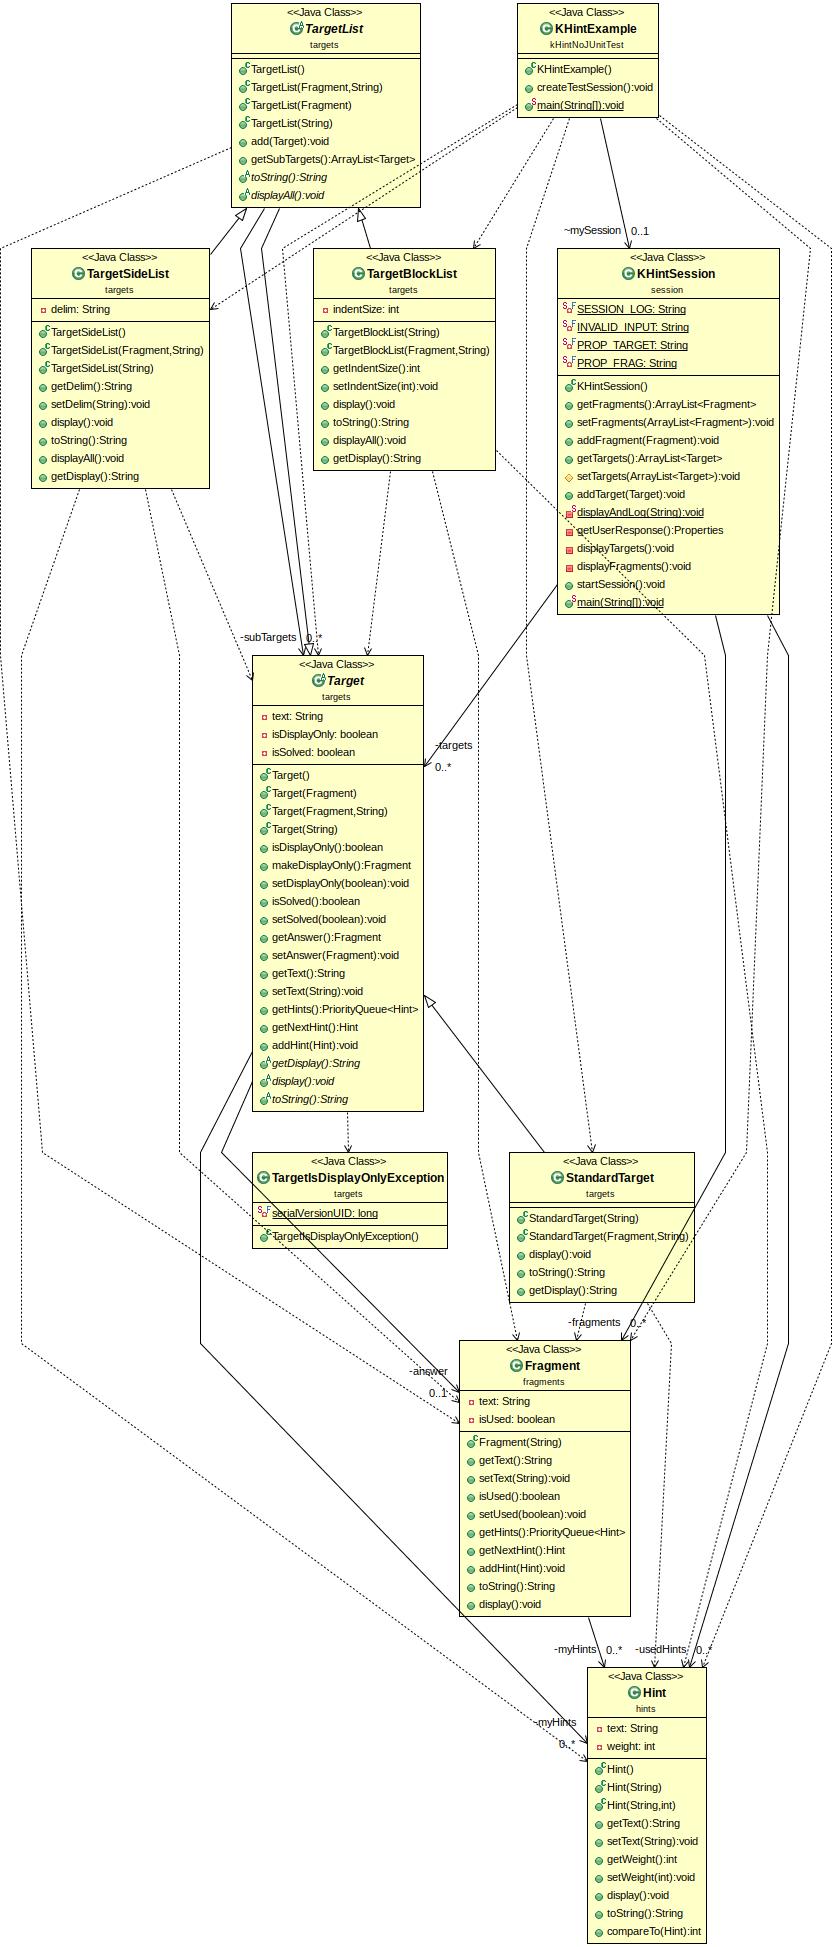 <<Java Class>>
TargetList
targets
TargetList()
TargetList(Fragment,String)
TargetList(Fragment)
TargetList(String)
add(Target):void
getSubTargets():ArrayList<Target>
toString():String
displayAll():void
<<Java Class>>
KHintExample
kHintNoJUnitTest
KHintExample()
createTestSession():void
main(String[]):void
~mySession 0..1
<<Java Class>>
TargetSideList
targets
delim: String
TargetSideList()
TargetSideList(Fragment,String)
TargetSideList(String)
getDelim():String
setDelim(String):void
display():void
toString():String
displayAll():void
getDisplay():String
<<Java Class>>
TargetBlockList
targets
indentSize: int
TargetBlockList(String)
TargetBlockList(Fragment,String)
getIndentSize():int
setIndentSize(int):void
display():void
toString():String
displayAll():void
getDisplay():String
<<Java Class>>
KHintSession
session
SESSION_LOG: String
INVALID_INPUT: String
PROP_TARGET: String
PROP_FRAG: String
KHintSession()
getFragments():ArrayList<Fragment>
setFragments(ArrayList<Fragment>):void
addFragment(Fragment):void
getTargets():ArrayList<Target>
setTargets(ArrayList<Target>):void
addTarget(Target):void
displayAndLog(String):void
getUserResponse():Properties
displayTargets():void
displayFragments():void
startSession():void
main(String[]):void
-subTargets 0..*
<<Java Class>>
Target
targets
text: String
isDisplayOnly: boolean
isSolved: boolean
Target()
Target(Fragment)
Target(Fragment,String)
Target(String)
isDisplayOnly():boolean
makeDisplayOnly():Fragment
setDisplayOnly(boolean):void
isSolved():boolean
setSolved(boolean):void
getAnswer():Fragment
setAnswer(Fragment):void
getText():String
setText(String):void
getHints():PriorityQueue<Hint>
getNextHint():Hint
addHint(Hint):void
getDisplay():String
display():void
toString():String
-targets
0..*
<<Java Class>>
TargetIsDisplayOnlyException
targets
serialVersionUID: long
TargetIsDisplayOnlyException()
<<Java Class>>
StandardTarget
targets
StandardTarget(String)
StandardTarget(Fragment,String)
display():void
toString():String
getDisplay():String
-fragments 0..*
-answer
0..1
<<Java Class>>
Fragment
fragments
text: String
isUsed: boolean
Fragment(String)
getText():String
setText(String):void
isUsed():boolean
setUsed(boolean):void
getHints():PriorityQueue<Hint>
getNextHint():Hint
addHint(Hint):void
toString():String
display():void
-myHints 0..* -usedHints 0..*
-myHints
0..*
<<Java Class>>
Hint
hints
text: String
weight: int
Hint()
Hint(String)
Hint(String,int)
getText():String
setText(String):void
getWeight():int
setWeight(int):void
display():void
toString():String
compareTo(Hint):int